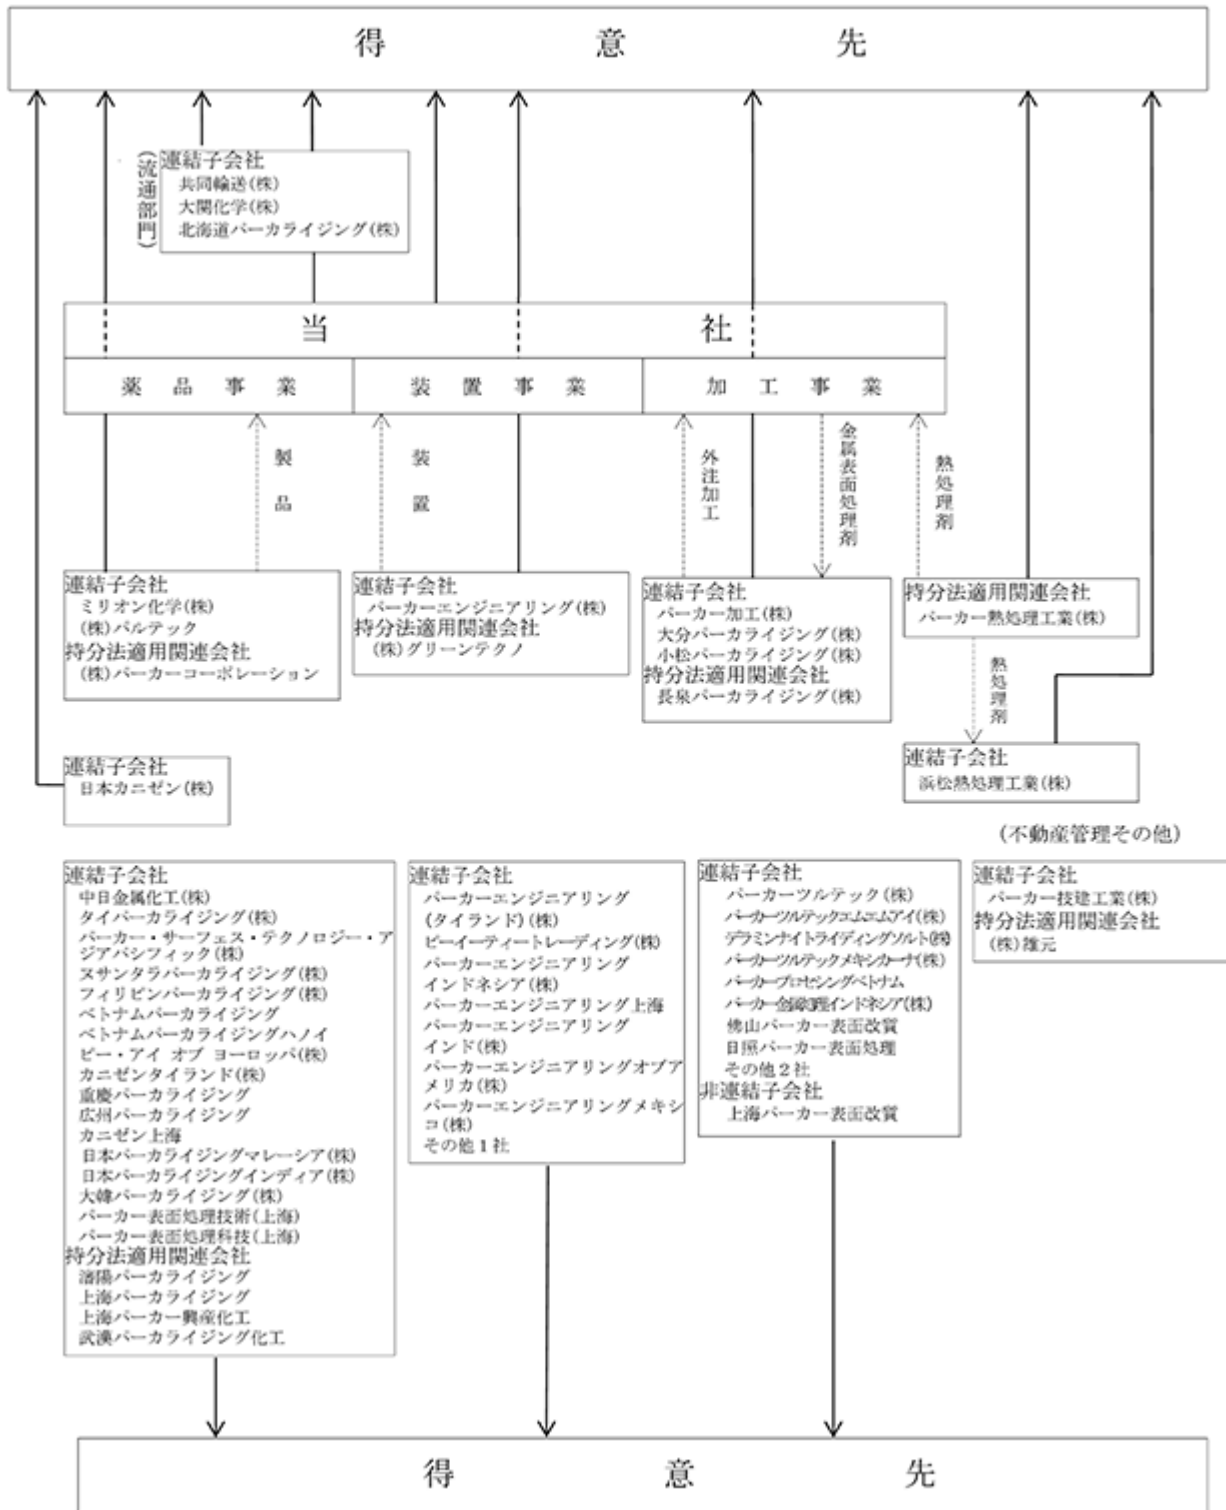 得意先
(流通部門)
連結子会社
共同輸送(株)
大関化学(株)
北海道パーカライジング(株)
当社
薬品事業
装置事業
加工事業
製品
装置
外注加工
金属表面処理剤
熱処理剤
連結子会社
ミリオン化学(株)
(株)パルテック
持分法適用関連会社
(株)パーカーコーポレーション
連結子会社
パーカーエンジニアリング(株)
持分法適用関連会社
(株)グリーンテクノ
連結子会社
パーカー加工(株)
大分パーカライジング(株)
小松パーカライジング(株)
持分法適用関連会社
長泉パーカライジング(株)
持分法適用関連会社
パーカー熱処理工業(株)
熱処理剤
連結子会社
日本カニゼン(株)
連結子会社
浜松熱処理工業(株)
(不動産管理その他)
連結子会社
中日金属化工(株)
タイパーカライジング(株)
パーカー・サーフェス・テクノロジー・ア
ジアパシフィック(株)
ヌサンタラパーカライジング(株)
フィリピンパーカライジング(株)
ベトナムパーカライジング
ベトナムパーカライジングハノイ
ピー・アイ オブ ヨーロッパ(株)
カニゼンタイランド(株)
重慶パーカライジング
広州パーカライジング
カニゼン上海
日本パーカライジングマレーシア(株)
日本パーカライジングインディア(株)
大韓パーカライジング(株)
パーカー表面処理技術(上海)
パーカー表面処理科技(上海)
持分法適用関連会社
瀋陽パーカライジング
上海パーカライジング
上海パーカー興産化工
武漢パーカライジング化工
連結子会社
パーカーエンジニアリング
(タイランド)(株)
ピーイーティートレーディング(株)
パーカーエンジニアリング
インドネシア(株)
パーカーエンジニアリング上海
パーカーエンジニアリング
インド(株)
パーカーエンジニアリングオブア
メリカ(株)
パーカーエンジニアリングメキシ
コ(株)
その他1社
連結子会社
パーカーツルテック(株)
パーカーツルテックエムエムアイ(株)
デラミンナイトライディングソルト(株)
パーカーツルテックメキシカーナ(株)
パーカープロセシングベトナム
パーカー金属処理インドネシア(株)
佛山パーカー表面改質
日照パーカー表面処理
その他2社
非連結子会社
上海パーカー表面改質
連結子会社
パーカー技建工業(株)
持分法適用関連会社
(株)雄元
得意先